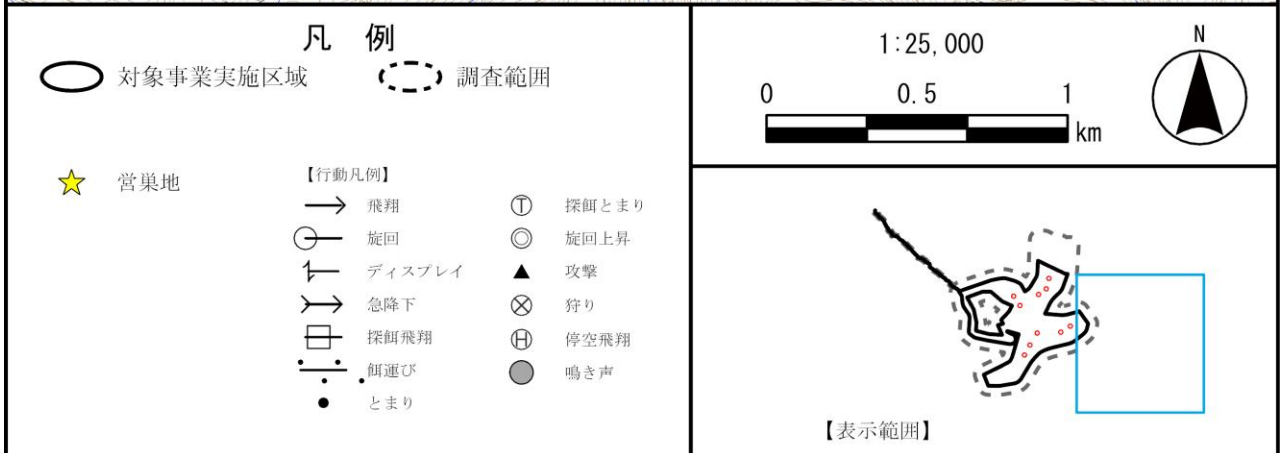 凡 例
対象事業実施区域 調査範囲
営巣地
【行動凡例】
飛翔
旋回
ディスプレイ
急降下
探餌飛翔
餌運び
とまり
T 探餌とまり
旋回上昇
攻撃
狩り
H 停空飛翔
鳴き声
1:25,000
0 0.5 1
km
N
【表示範囲】